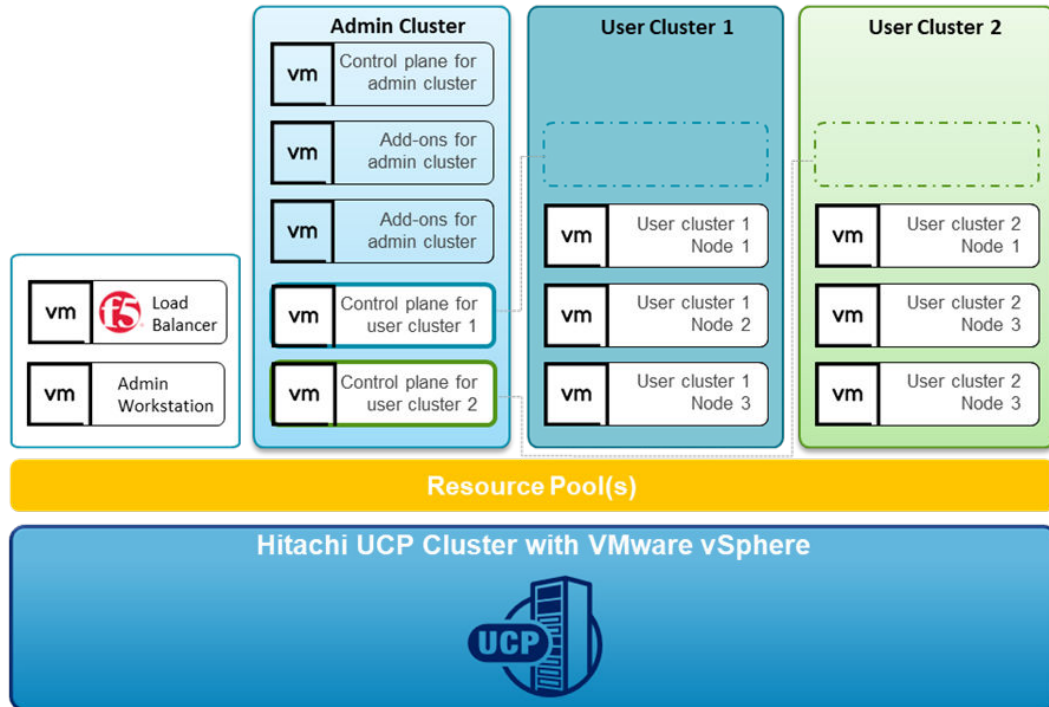 Admin Cluster
vm
Control plane for
admin cluster
vm
Add-ons for
admin cluster
vm
Add-ons for
admin cluster
vm
Control plane for
user cluster 1
vm
Control plane for
user cluster 2
User Cluster 1
vm
User cluster 1
Node 1
vm
User cluster 1
Node 2
vm
User cluster 1
Node 3
User Cluster 2
vm
User cluster 2
Node 1
vm
User cluster 2
Node 3
vm
User cluster 2
Node 3
vm
f5
Load
Balancer
vm
Admin
Workstation
Resource Pool(s)
Hitachi UCP Cluster with VMware vSphere
UCP